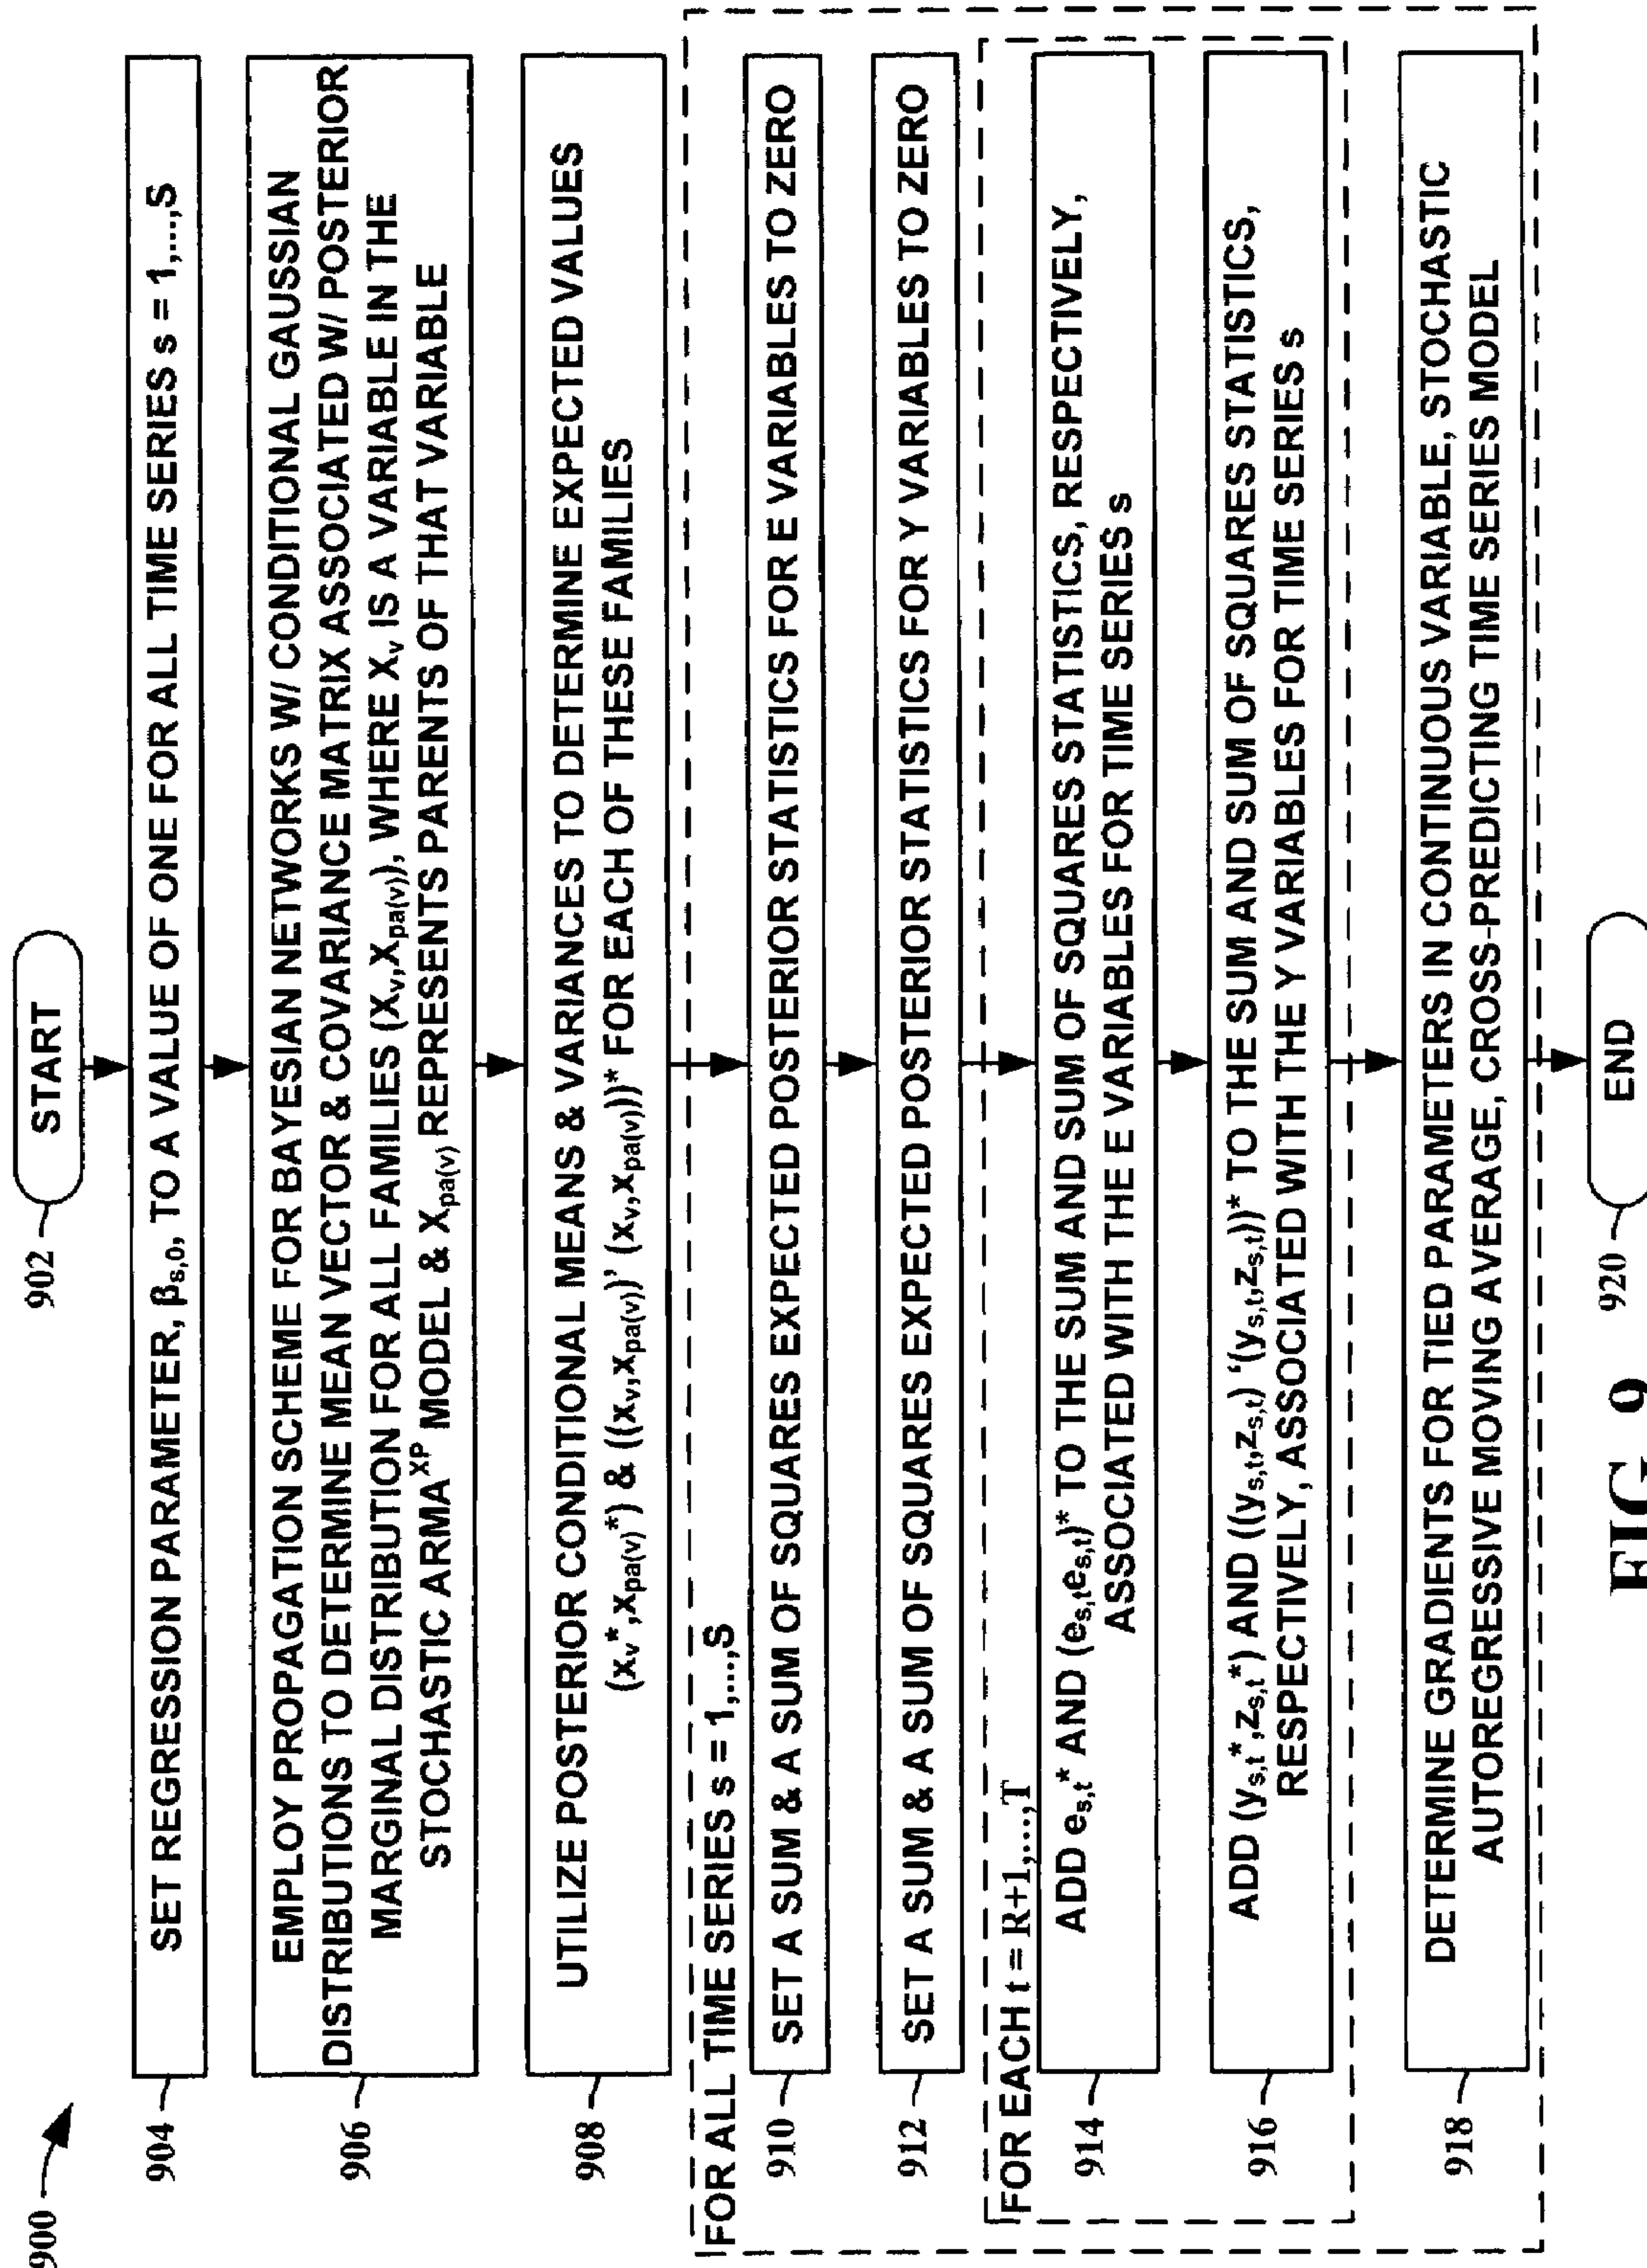 900
START
902
904
SET REGRESSION PARAMETER, βs,0, TO A VALUE OF ONE FOR ALL TIME SERIES s = 1,...,S
906
EMPLOY PROPAGATION SCHEME FOR BAYESIAN NETWORKS W/ CONDITIONAL GAUSSIAN
DISTRIBUTIONS TO DETERMINE MEAN VECTOR & COVARIANCE MATRIX ASSOCIATED W/ POSTERIOR
MARGINAL DISTRIBUTION FOR ALL FAMILIES (Xv,Xpa(v)), WHERE Xv IS A VARIABLE IN THE
STOCHASTIC ARMA^XP MODEL & Xpa(v) REPRESENTS PARENTS OF THAT VARIABLE
908
UTILIZE POSTERIOR CONDITIONAL MEANS & VARIANCES TO DETERMINE EXPECTED VALUES
(xv*,xpa(v)*) & ((xv,xpa(v))' (xv,xpa(v)))* FOR EACH OF THESE FAMILIES
FOR ALL TIME SERIES s = 1,...,S
910
SET A SUM & A SUM OF SQUARES EXPECTED POSTERIOR STATISTICS FOR E VARIABLES TO ZERO
912
SET A SUM & A SUM OF SQUARES EXPECTED POSTERIOR STATISTICS FOR Y VARIABLES TO ZERO
FOR EACH t = R+1,...,T
914
ADD es,t* AND (es,tes,t)* TO THE SUM AND SUM OF SQUARES STATISTICS, RESPECTIVELY,
ASSOCIATED WITH THE E VARIABLES FOR TIME SERIES s
916
ADD (ys,t*,zs,t*) AND ((ys,t,zs,t) '(ys,t,zs,t))* TO THE SUM AND SUM OF SQUARES STATISTICS,
RESPECTIVELY, ASSOCIATED WITH THE Y VARIABLES FOR TIME SERIES s
918
DETERMINE GRADIENTS FOR TIED PARAMETERS IN CONTINUOUS VARIABLE, STOCHASTIC
AUTOREGRESSIVE MOVING AVERAGE, CROSS-PREDICTING TIME SERIES MODEL
920
END
FIG. 9